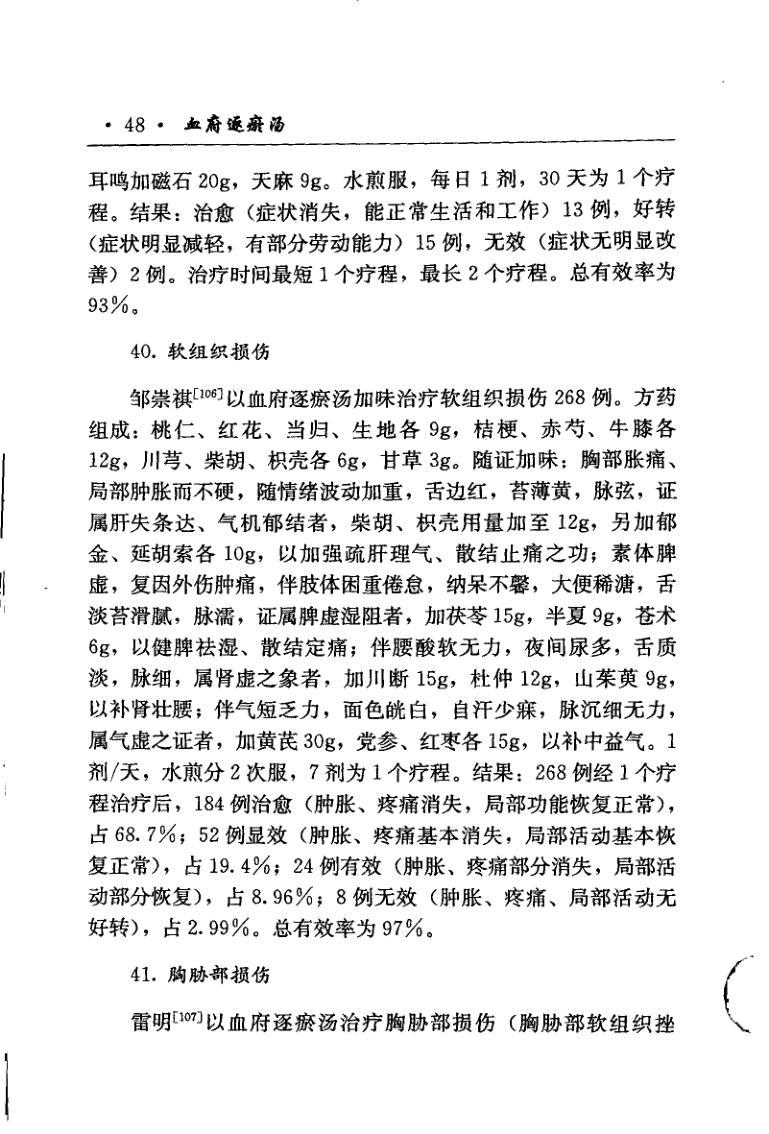 · 48 · 血府逐瘀汤
耳鸣加磁石 20g，天麻 9g。水煎服，每日 1 剂，30 天为 1 个疗
程。结果：治愈（症状消失，能正常生活和工作）13 例，好转
（症状明显减轻，有部分劳动能力）15 例，无效（症状无明显改
善）2 例。治疗时间最短 1 个疗程，最长 2 个疗程。总有效率为
93%。
40. 软组织损伤
邹崇祺[106]以血府逐瘀汤加味治疗软组织损伤 268 例。方药
组成：桃仁、红花、当归、生地各 9g，桔梗、赤芍、牛膝各
12g，川芎、柴胡、枳壳各 6g，甘草 3g。随证加味：胸部胀痛、
局部肿胀而不硬，随情绪波动加重，舌边红，苔薄黄，脉弦，证
属肝失条达、气机郁结者，柴胡、枳壳用量加至 12g，另加郁
金、延胡索各 10g，以加强疏肝理气、散结止痛之功；素体脾
虚，复因外伤肿痛，伴肢体困重倦怠，纳呆不馨，大便稀溏，舌
淡苔滑腻，脉濡，证属脾虚湿阻者，加茯苓 15g，半夏 9g，苍术
6g，以健脾祛湿、散结定痛；伴腰酸软无力，夜间尿多，舌质
淡，脉细，属肾虚之象者，加川断 15g，杜仲 12g，山茱萸 9g，
以补肾壮腰；伴气短乏力，面色㿠白，自汗少寐，脉沉细无力，
属气虚之证者，加黄芪 30g，党参、红枣各 15g，以补中益气。1
剂/天，水煎分 2 次服，7 剂为 1 个疗程。结果：268 例经 1 个疗
程治疗后，184 例治愈（肿胀、疼痛消失，局部功能恢复正常），
占 68.7%；52 例显效（肿胀、疼痛基本消失，局部活动基本恢
复正常），占 19.4%；24 例有效（肿胀、疼痛部分消失，局部活
动部分恢复），占 8.96%；8 例无效（肿胀、疼痛、局部活动无
好转），占 2.99%。总有效率为 97%。
41. 胸胁部损伤
雷明[107]以血府逐瘀汤治疗胸胁部损伤（胸胁部软组织挫